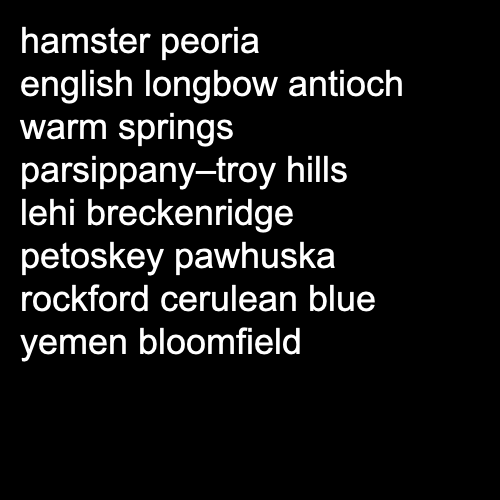 hamster peoria
english longbow antioch
warm springs
parsippany–troy hills
lehi breckenridge
petoskey pawhuska
rockford cerulean blue
yemen bloomfield